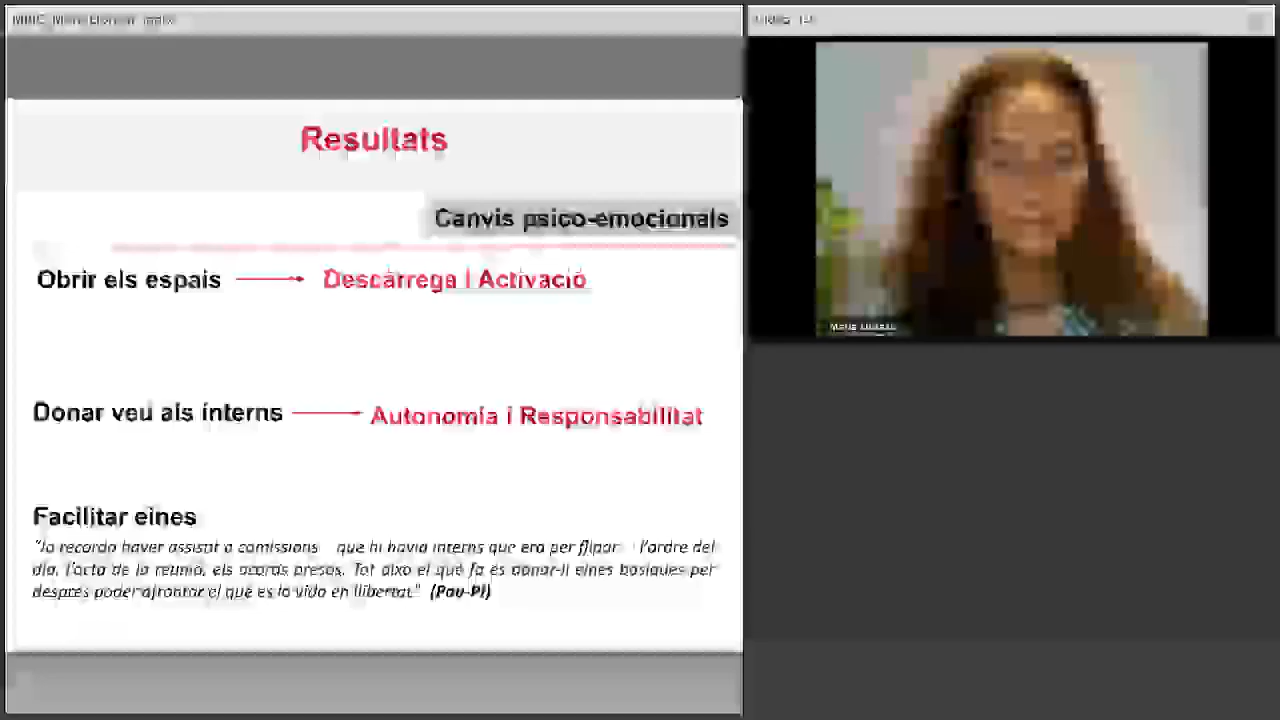 Resultats
Canvis psico-emocionals
Obrir els espais
Descàrrega i Activació
Donar veu als interns
Autonomia i Responsabilitat
Facilitar eines
"Jo recordo haver assistit a comissions que hi havia interns que era per flipar l'ordre del
dia, l'acta de la reunió, els acords presos. Tot això el que fa és donar-li eines bàsiques per
després poder afrontar el que es la vida en llibertat." (Pau-PI)